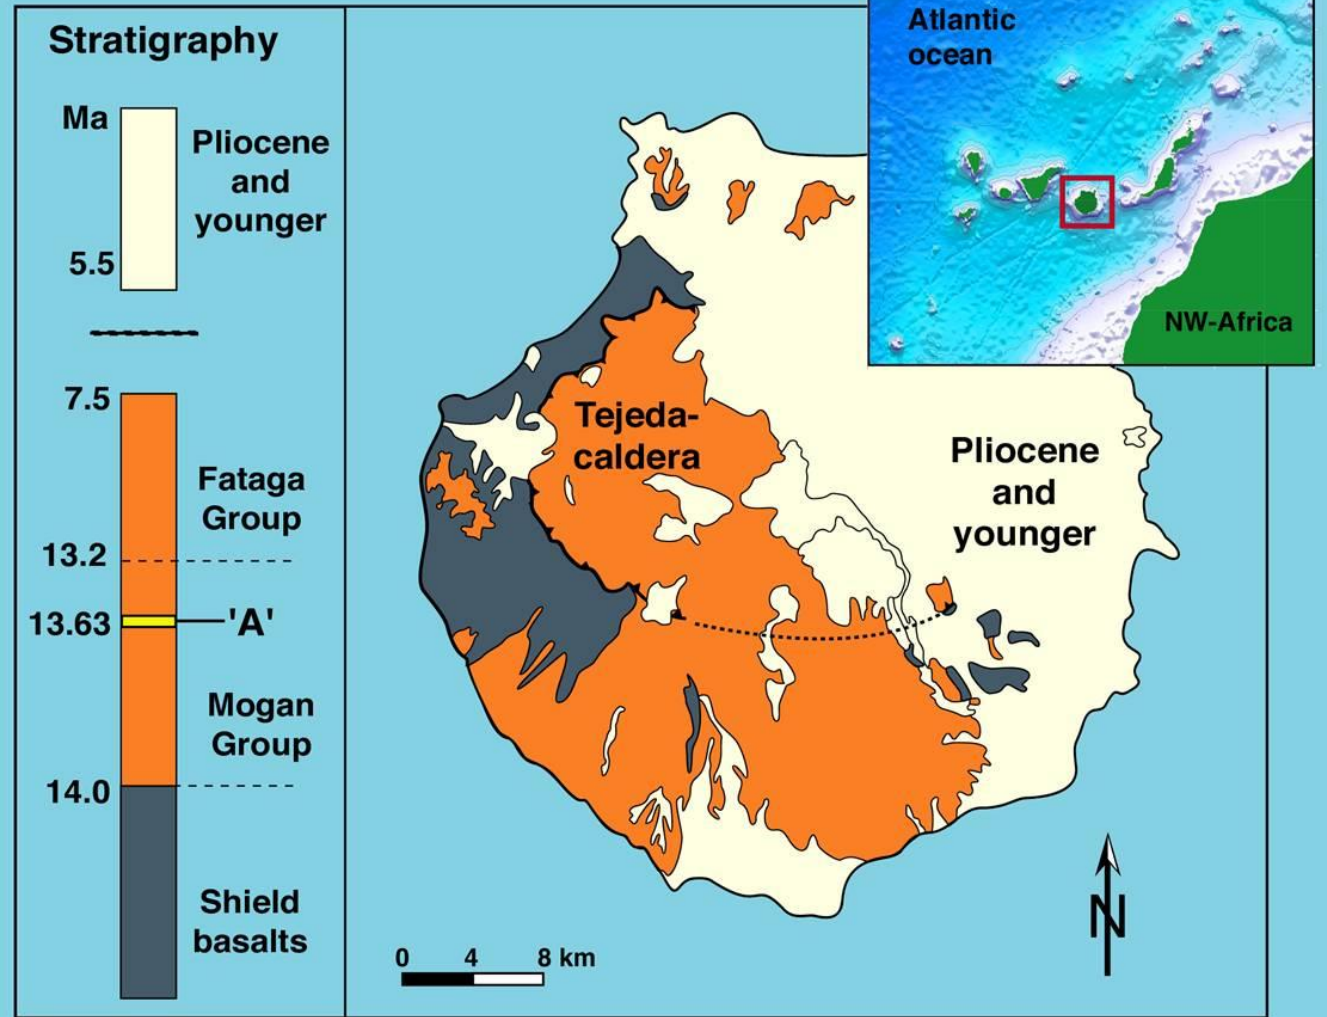 Stratigraphy
Ma
Pliocene
and
younger
5.5
7.5
Fataga
Group
13.2
13.63
'A'
Mogan
Group
14.0
Shield
basalts
Atlantic
ocean
NW-Africa
Tejeda-
caldera
Pliocene
and
younger
0 4 8 km
N